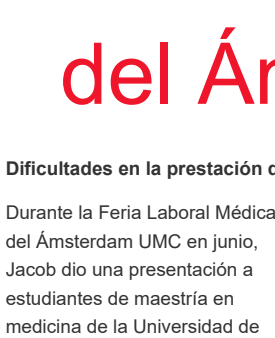 del Ám
Dificultades en la prestación d
Durante la Feria Laboral Médica
del Ámsterdam UMC en junio,
Jacob dio una presentación a
estudiantes de maestría en
medicina de la Universidad de